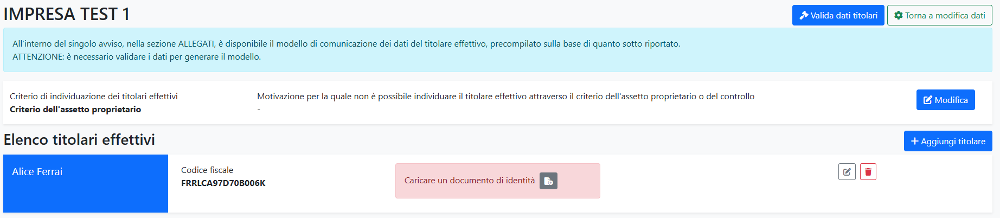 IMPRESA TEST 1
Valida dati titolari
Torna a modifica dati
All'interno del singolo avviso, nella sezione ALLEGATI, è disponibile il modello di comunicazione dei dati del titolare effettivo, precompilato sulla base di quanto sotto riportato.
ATTENZIONE: è necessario validare i dati per generare il modello.
Criterio di individuazione dei titolari effettivi
Criterio dell'assetto proprietario
Motivazione per la quale non è possibile individuare il titolare effettivo attraverso il criterio dell'assetto proprietario o del controllo
-
Modifica
Elenco titolari effettivi
Aggiungi titolare
Alice Ferrai
Codice fiscale
FRRLCA97D70B006K
Caricare un documento di identità